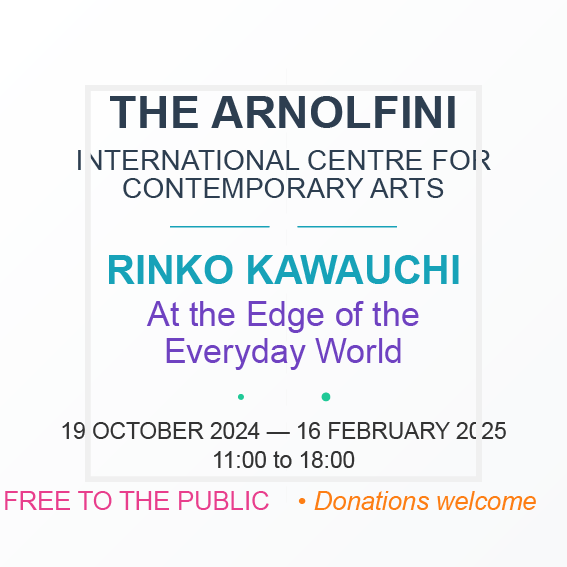 THE ARNOLFINI
INTERNATIONAL CENTRE FOR
CONTEMPORARY ARTS
RINKO KAWAUCHI
At the Edge of the
Everyday World
19 OCTOBER 2024 — 16 FEBRUARY 2025
11:00 to 18:00
FREE TO THE PUBLIC • Donations welcome